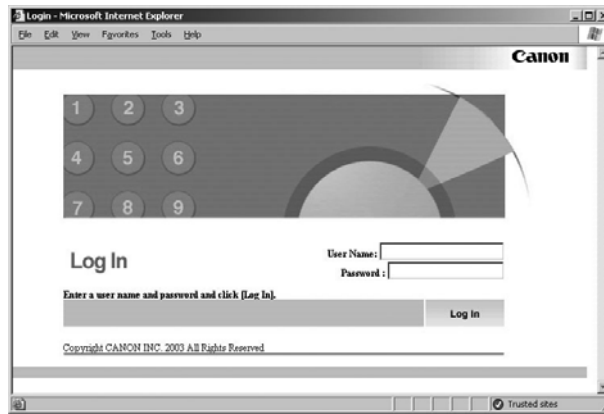 Login - Microsoft Internet Explorer
File Edit View Favorites Tools Help
Canon
1 2 3
4 5 6
7 8 9
Log In
User Name:
Password :
Enter a user name and password and click [Log In].
Log In
Copyright CANON INC. 2003 All Rights Reserved
Trusted sites